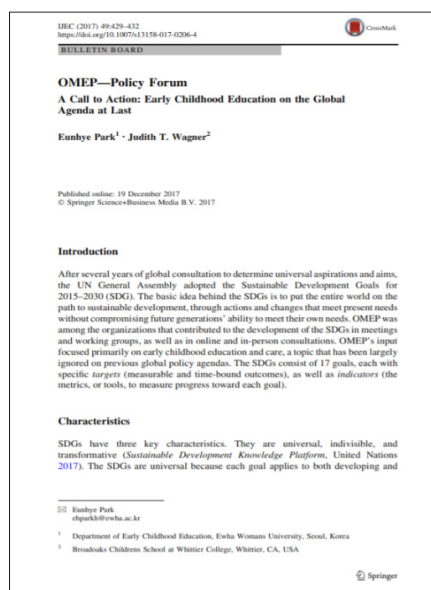 IJEC (2017) 49:429–432
https://doi.org/10.1007/s13158-017-0206-4
CrossMark
BULLETIN BOARD
OMEP—Policy Forum
A Call to Action: Early Childhood Education on the Global
Agenda at Last
Eunhye Park¹ · Judith T. Wagner²
Published online: 19 December 2017
© Springer Science+Business Media B.V. 2017
Introduction
After several years of global consultation to determine universal aspirations and aims,
the UN General Assembly adopted the Sustainable Development Goals for
2015–2030 (SDG). The basic idea behind the SDGs is to put the entire world on the
path to sustainable development, through actions and changes that meet present needs
without compromising future generations' ability to meet their own needs. OMEP was
among the organizations that contributed to the development of the SDGs in meetings
and working groups, as well as in online and in-person consultations. OMEP's input
focused primarily on early childhood education and care, a topic that has been largely
ignored on previous global policy agendas. The SDGs consist of 17 goals, each with
specific targets (measurable and time-bound outcomes), as well as indicators (the
metrics, or tools, to measure progress toward each goal).
Characteristics
SDGs have three key characteristics. They are universal, indivisible, and
transformative (Sustainable Development Knowledge Platform, United Nations
2017). The SDGs are universal because each goal applies to both developing and
✉ Eunhye Park
ehparkh@ewha.ac.kr
¹ Department of Early Childhood Education, Ewha Womans University, Seoul, Korea
² Broadoaks Childrens School at Whittier College, Whittier, CA, USA
Springer